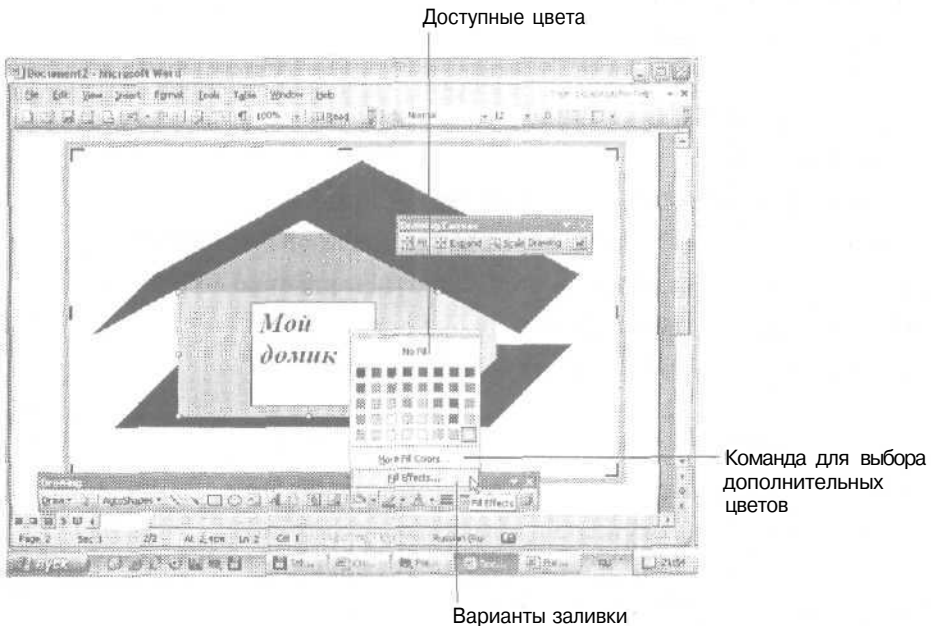 Доступные цвета
Document2 - Microsoft Word
File Edit View Insert Format Tools Table Window Help
100% Read Normal 12
Drawing Canvas
Fit Expand Scale Drawing
Мой
домик
No Fill
More Fill Colors...
Fill Effects...
Команда для выбора
дополнительных
цветов
Drawing
Draw AutoShapes
Fill Effects
Page 2 Sec 1 2/2 At 2,4cm Ln 2 Col 1 Russian (Ru
Пуск
Варианты заливки